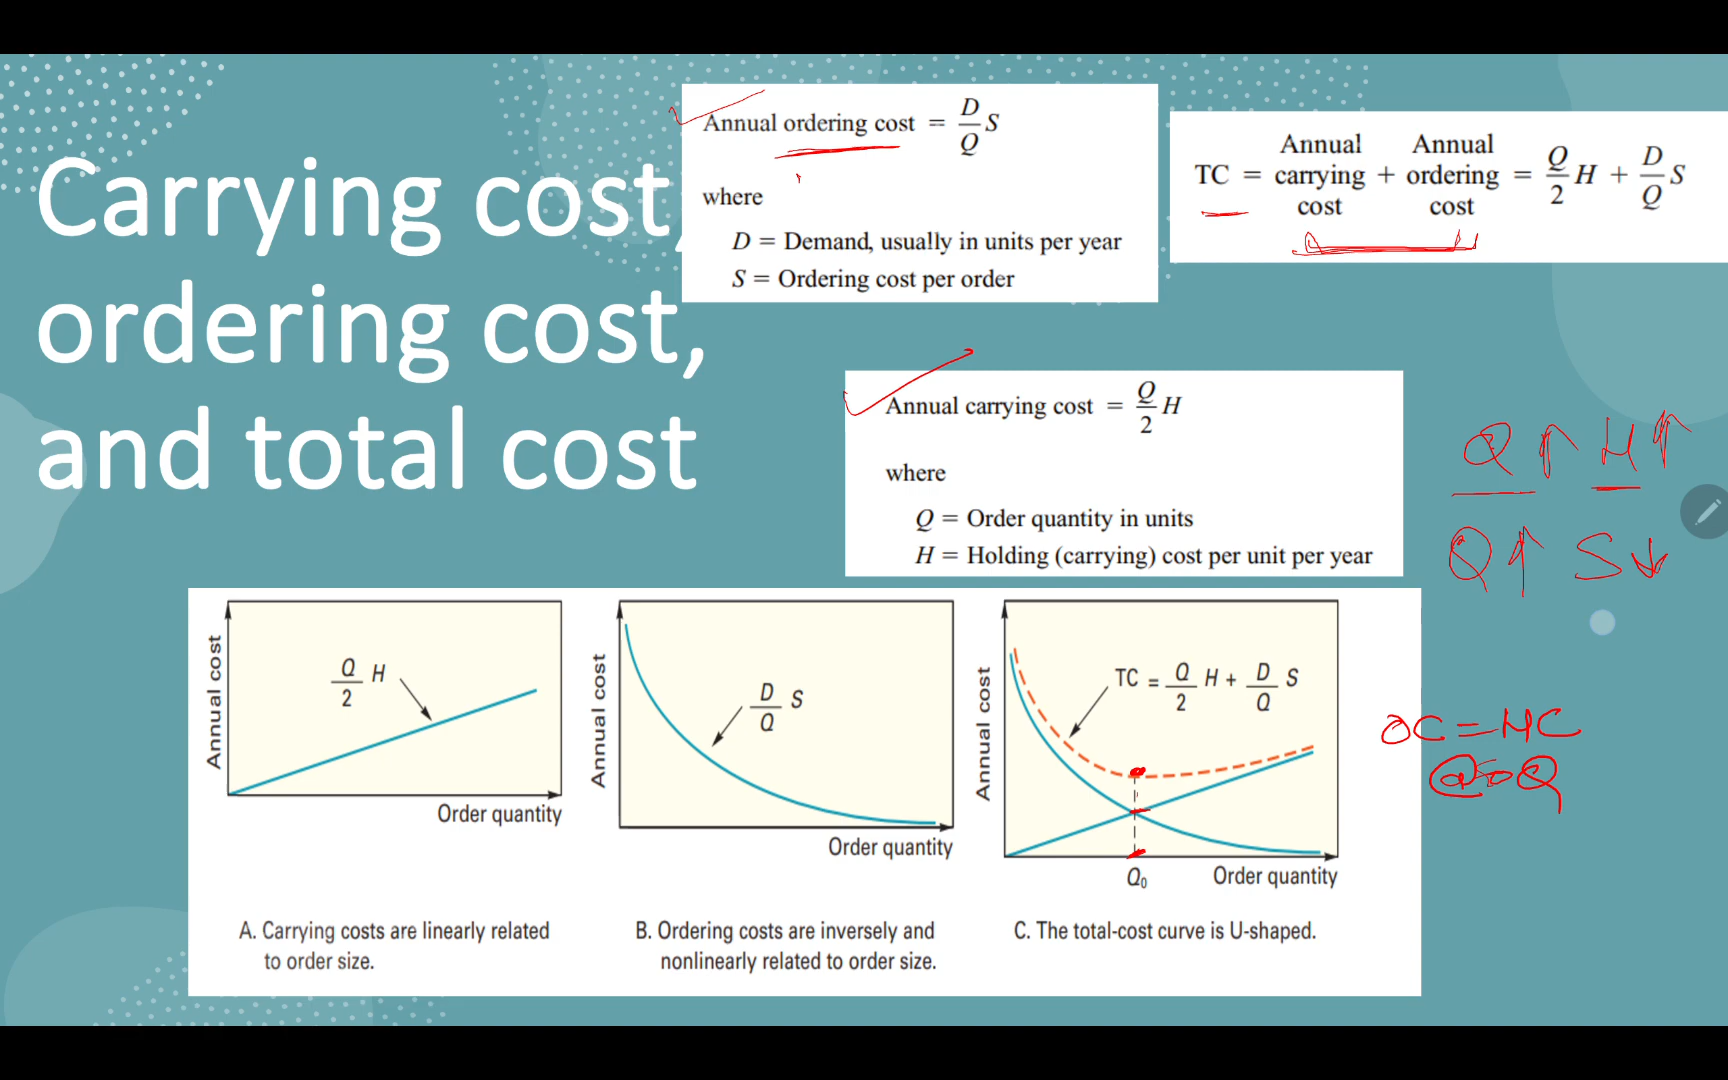 Carrying cost,
ordering cost,
and total cost
Annual ordering cost = D/Q S
where
D = Demand, usually in units per year
S = Ordering cost per order
TC = Annual carrying cost + Annual ordering cost = Q/2 H + D/Q S
Annual carrying cost = Q/2 H
where
Q = Order quantity in units
H = Holding (carrying) cost per unit per year
Q ↑ H ↑
Q ↑ S ↓
Annual cost
Q/2 H
Order quantity
A. Carrying costs are linearly related
to order size.
Annual cost
D/Q S
Order quantity
B. Ordering costs are inversely and
nonlinearly related to order size.
Annual cost
TC = Q/2 H + D/Q S
Q₀
Order quantity
C. The total-cost curve is U-shaped.
OC = HC
Q